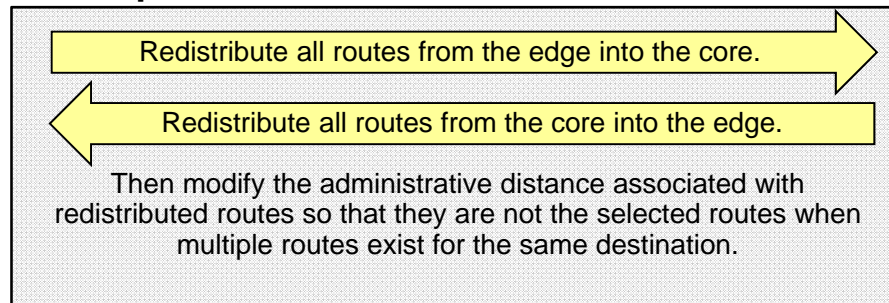 Redistribute all routes from the edge into the core.
Redistribute all routes from the core into the edge.
Then modify the administrative distance associated with
redistributed routes so that they are not the selected routes when
multiple routes exist for the same destination.